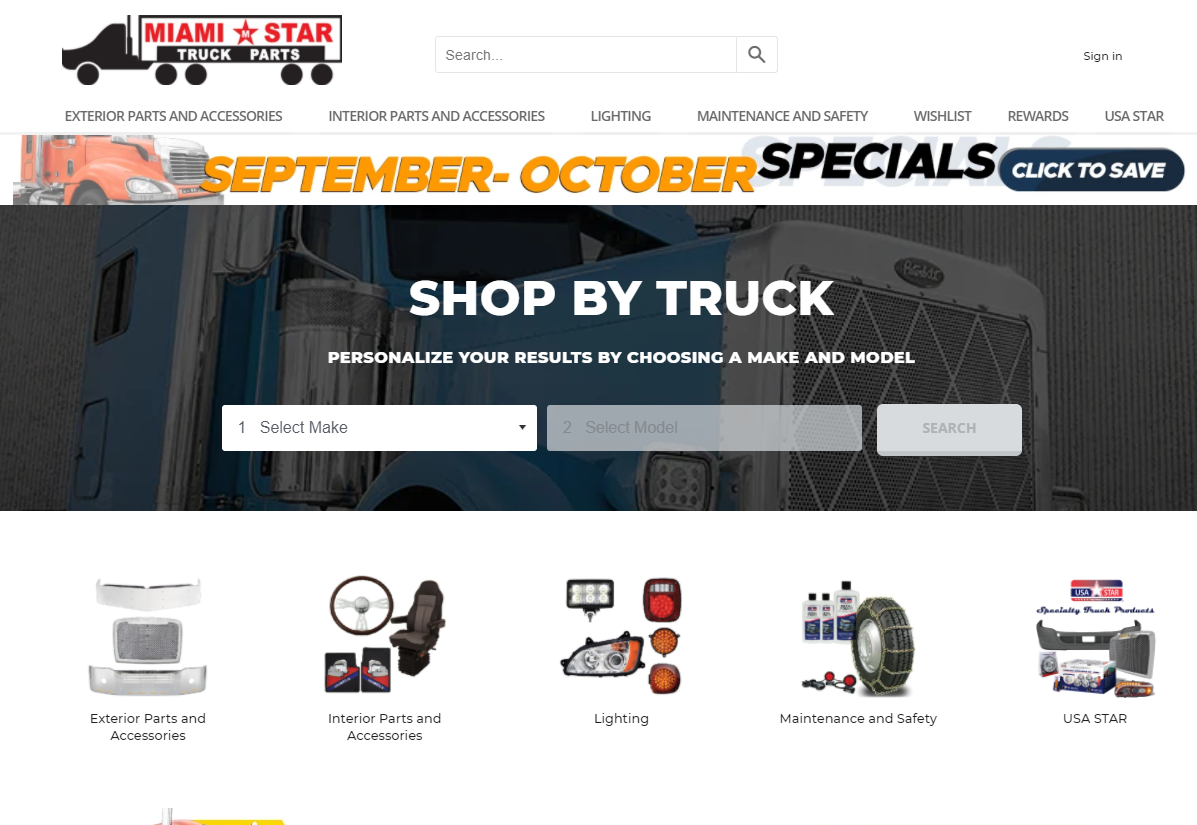 MIAMI STAR
M
TRUCK PARTS
Search...
Sign in
EXTERIOR PARTS AND ACCESSORIES
INTERIOR PARTS AND ACCESSORIES
LIGHTING
MAINTENANCE AND SAFETY
WISHLIST
REWARDS
USA STAR
SEPTEMBER- OCTOBER SPECIALS
CLICK TO SAVE
Peterbilt
SHOP BY TRUCK
PERSONALIZE YOUR RESULTS BY CHOOSING A MAKE AND MODEL
1 Select Make
2 Select Model
SEARCH
USA STAR
Specialty Truck Products
Exterior Parts and
Accessories
Interior Parts and
Accessories
Lighting
Maintenance and Safety
USA STAR